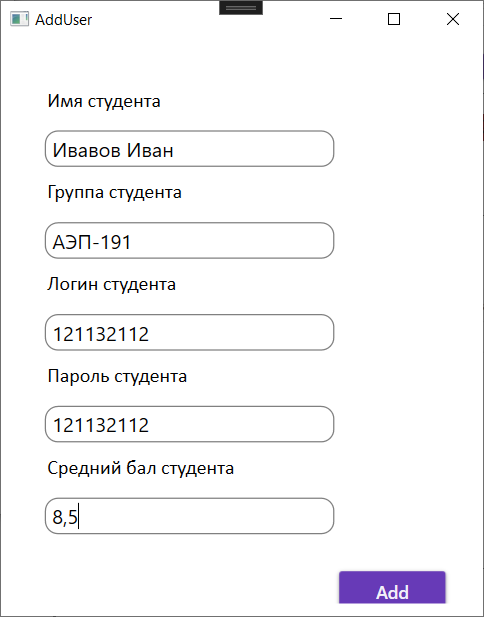 AddUser
Имя студента
Ивавов Иван
Группа студента
АЭП-191
Логин студента
121132112
Пароль студента
121132112
Средний бал студента
8,5
Add